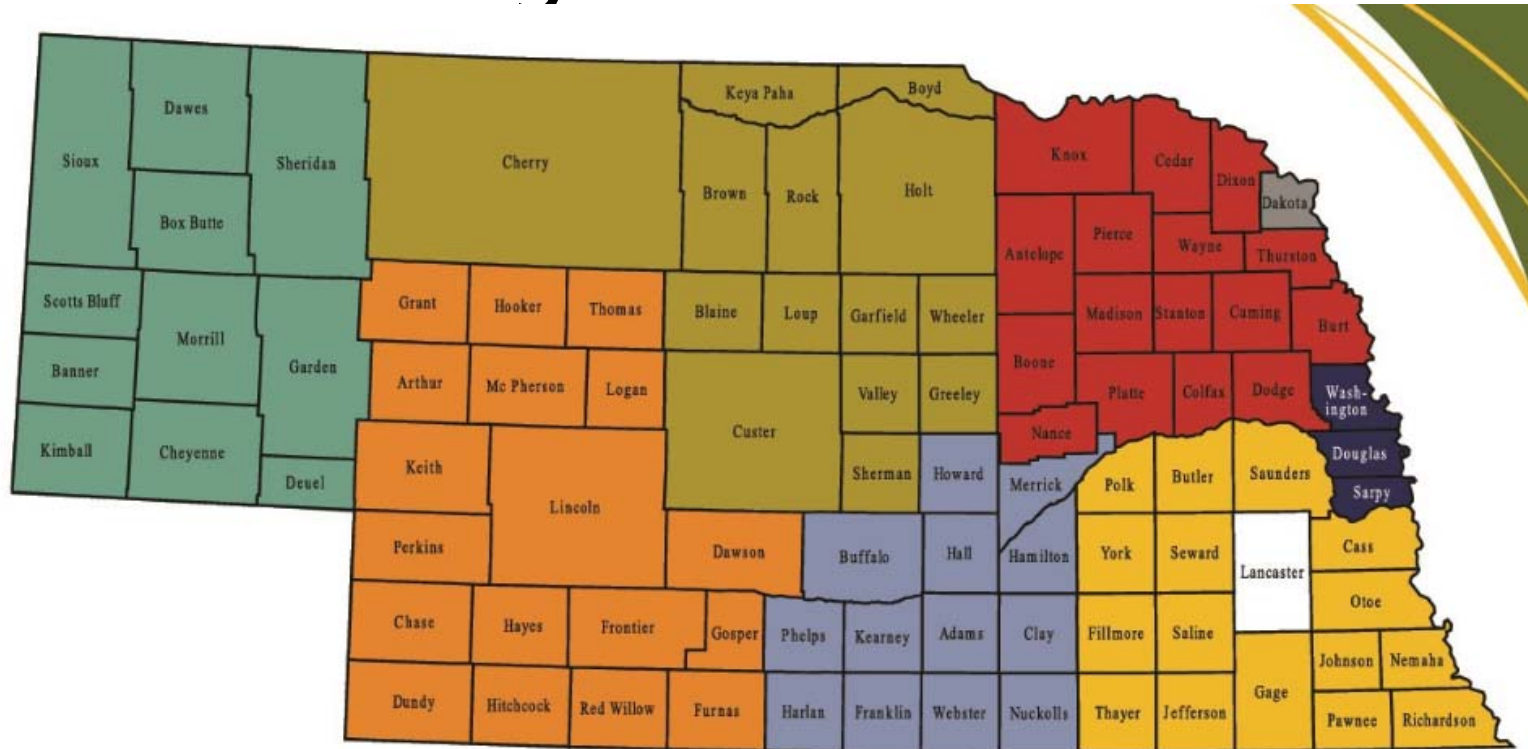 Sioux
Dawes
Box Butte
Sheridan
Scotts Bluff
Banner
Kimball
Morrill
Cheyenne
Garden
Deuel
Cherry
Keya Paha
Boyd
Brown
Rock
Holt
Grant
Hooker
Thomas
Blaine
Loup
Garfield
Wheeler
Arthur
Mc Pherson
Logan
Custer
Valley
Greeley
Sherman
Howard
Keith
Lincoln
Perkins
Dawson
Buffalo
Hall
Merrick
Hamilton
Chase
Hayes
Frontier
Gosper
Phelps
Kearney
Adams
Clay
Dundy
Hitchcock
Red Willow
Furnas
Harlan
Franklin
Webster
Nuckolls
Knox
Cedar
Dixon
Dakota
Antelope
Pierce
Wayne
Thurston
Madison
Stanton
Cuming
Burt
Boone
Platte
Colfax
Dodge
Nance
Wash-
ington
Douglas
Sarpy
Polk
Butler
Saunders
York
Seward
Lancaster
Cass
Otoe
Fillmore
Saline
Gage
Johnson
Nemaha
Thayer
Jefferson
Pawnee
Richardson